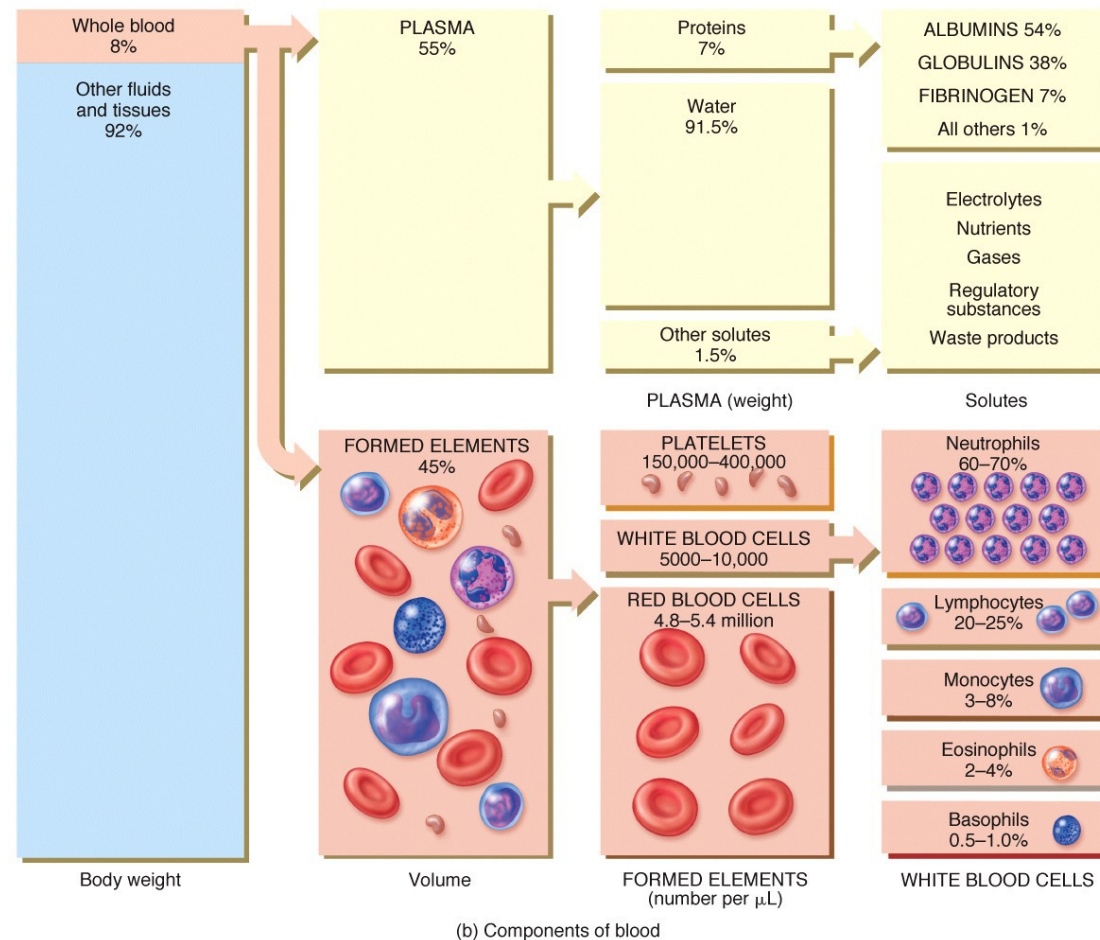 Whole blood
8%
Other fluids
and tissues
92%
Body weight
PLASMA
55%
Proteins
7%
Water
91.5%
Other solutes
1.5%
PLASMA (weight)
ALBUMINS 54%
GLOBULINS 38%
FIBRINOGEN 7%
All others 1%
Electrolytes
Nutrients
Gases
Regulatory
substances
Waste products
Solutes
FORMED ELEMENTS
45%
Volume
PLATELETS
150,000–400,000
WHITE BLOOD CELLS
5000–10,000
RED BLOOD CELLS
4.8–5.4 million
FORMED ELEMENTS
(number per μL)
Neutrophils
60–70%
Lymphocytes
20–25%
Monocytes
3–8%
Eosinophils
2–4%
Basophils
0.5–1.0%
WHITE BLOOD CELLS
(b) Components of blood